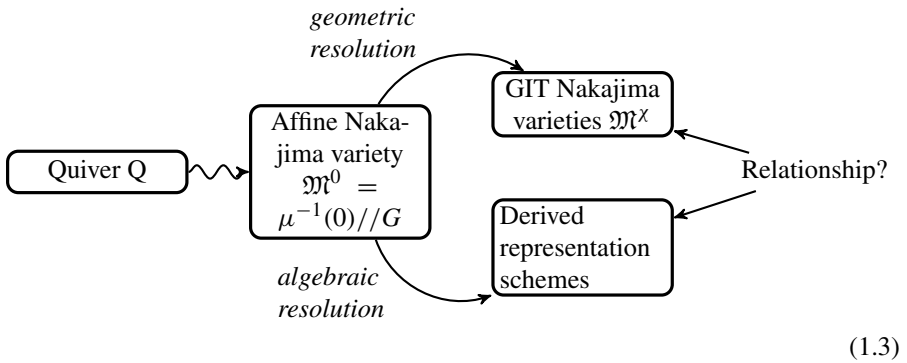 geometric
resolution
GIT Nakajima
varieties 𝔐^χ
Affine Naka-
jima variety
𝔐^0 =
μ^{-1}(0)//G
Quiver Q
Relationship?
Derived
representation
schemes
algebraic
resolution
(1.3)